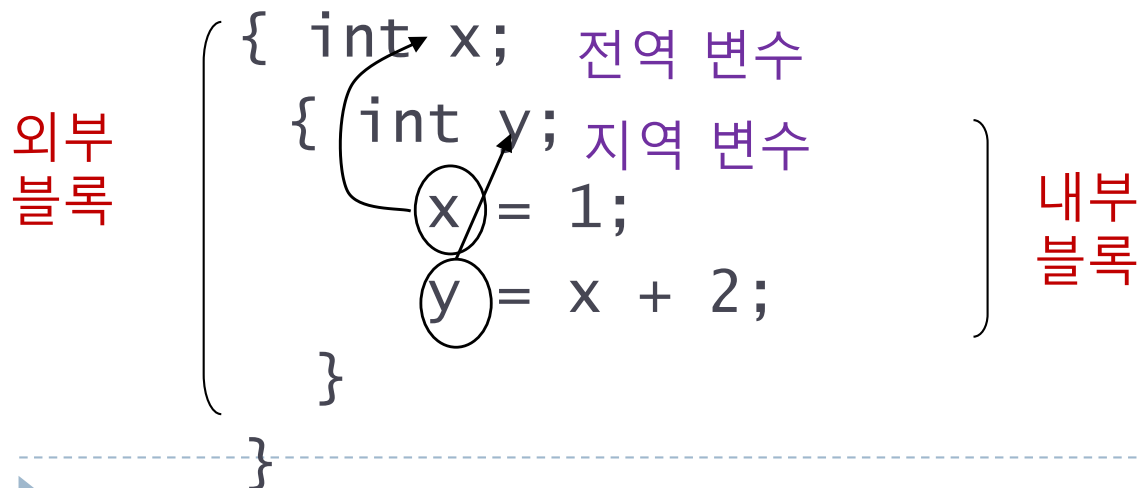 { int x; 전역 변수
외부
블록
{ int y; 지역 변수
x = 1;
내부
블록
y = x + 2;
}
}